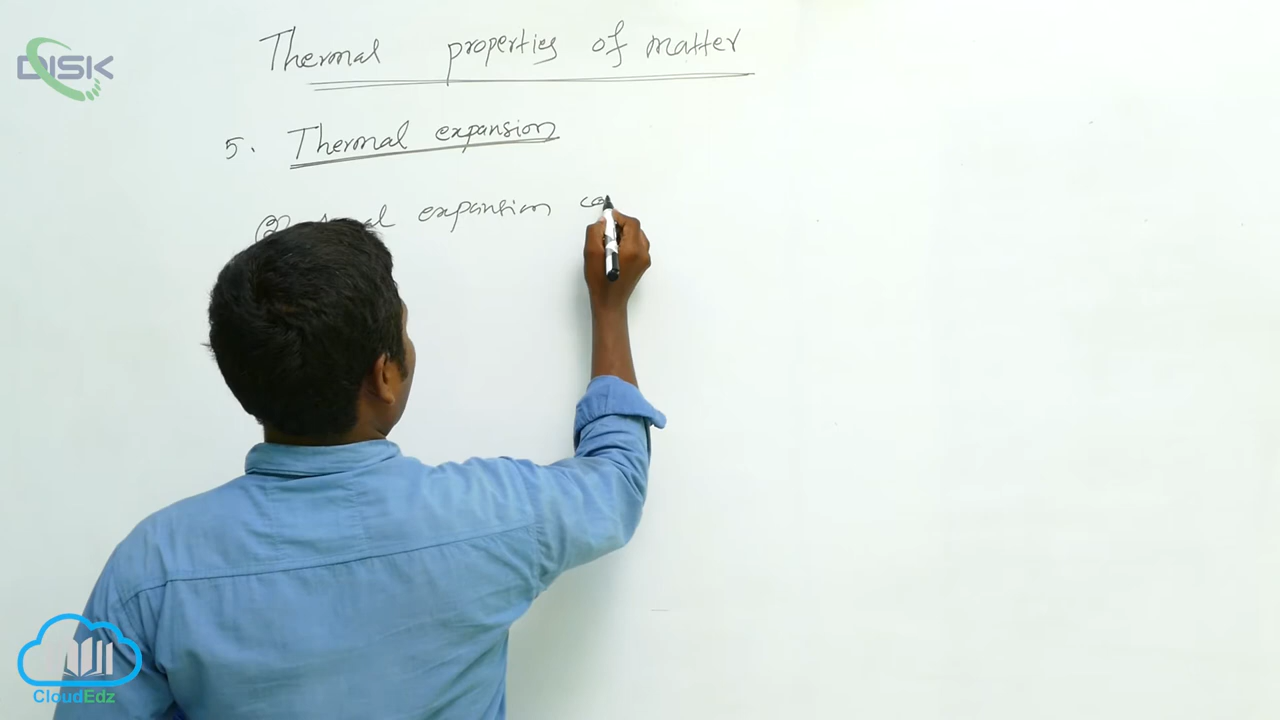 DISK
Thermal properties of matter
5. Thermal expansion
expansion
CloudEdz